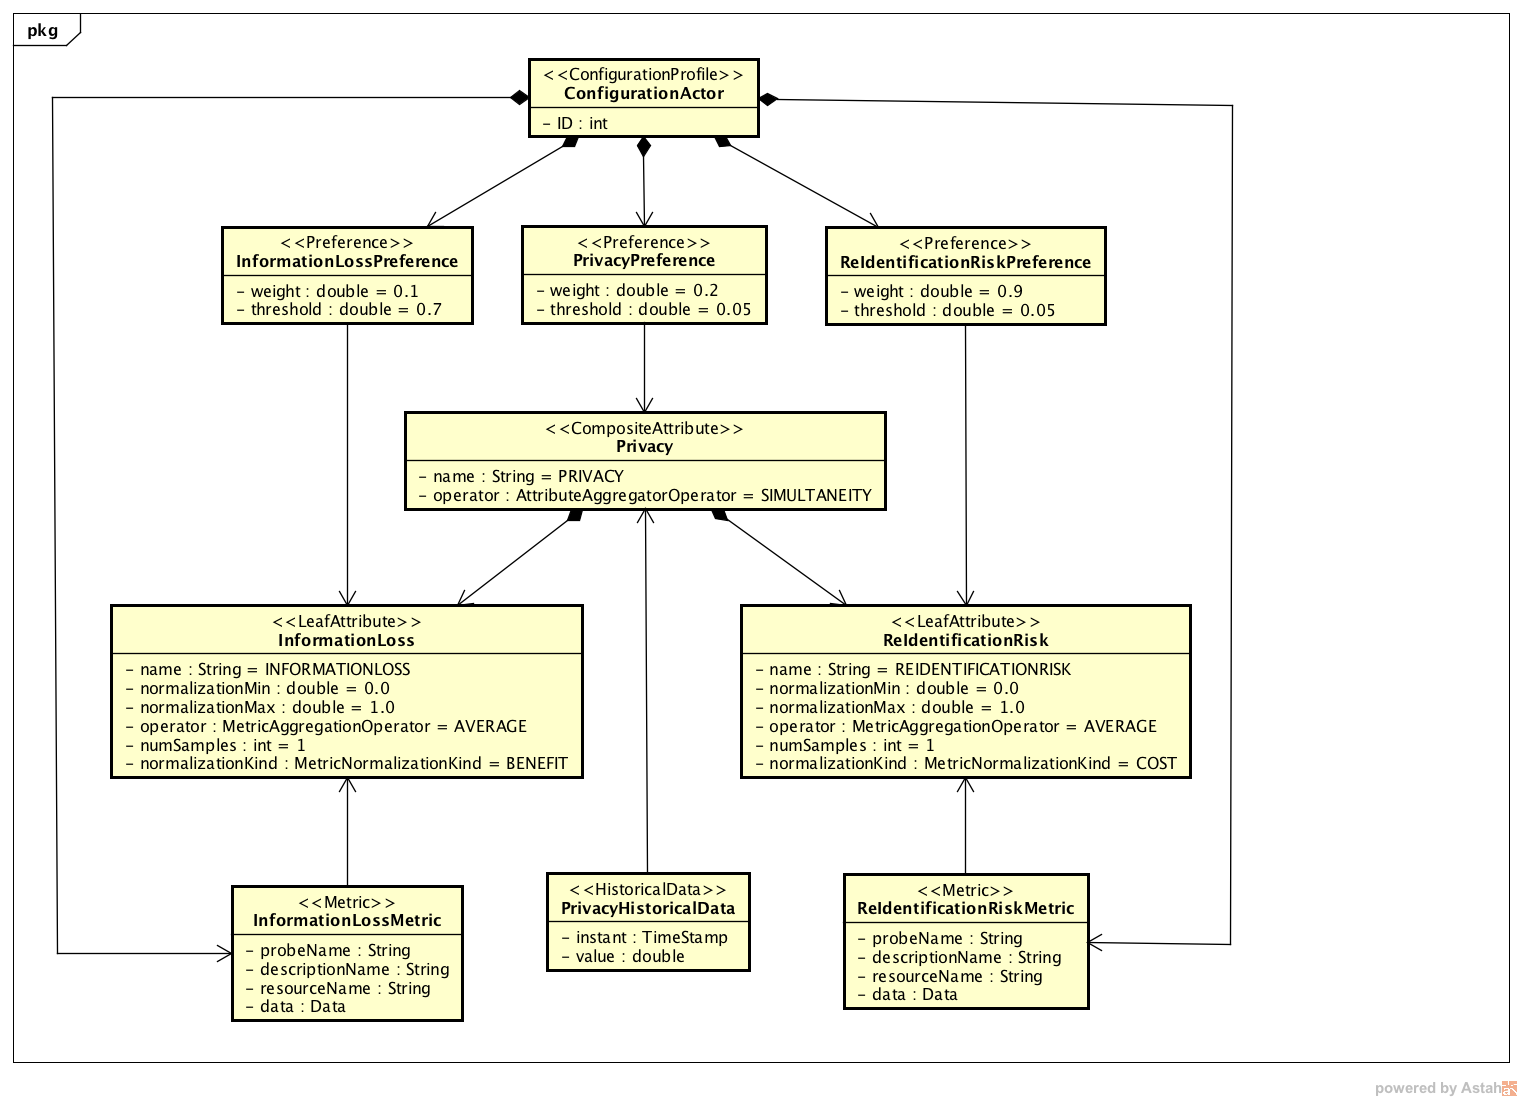 pkg
<<ConfigurationProfile>>
ConfigurationActor
- ID : int
<<Preference>>
InformationLossPreference
- weight : double = 0.1
- threshold : double = 0.7
<<Preference>>
PrivacyPreference
- weight : double = 0.2
- threshold : double = 0.05
<<Preference>>
ReIdentificationRiskPreference
- weight : double = 0.9
- threshold : double = 0.05
<<CompositeAttribute>>
Privacy
- name : String = PRIVACY
- operator : AttributeAggregatorOperator = SIMULTANEITY
<<LeafAttribute>>
InformationLoss
- name : String = INFORMATIONLOSS
- normalizationMin : double = 0.0
- normalizationMax : double = 1.0
- operator : MetricAggregationOperator = AVERAGE
- numSamples : int = 1
- normalizationKind : MetricNormalizationKind = BENEFIT
<<LeafAttribute>>
ReIdentificationRisk
- name : String = REIDENTIFICATIONRISK
- normalizationMin : double = 0.0
- normalizationMax : double = 1.0
- operator : MetricAggregationOperator = AVERAGE
- numSamples : int = 1
- normalizationKind : MetricNormalizationKind = COST
<<Metric>>
InformationLossMetric
- probeName : String
- descriptionName : String
- resourceName : String
- data : Data
<<HistoricalData>>
PrivacyHistoricalData
- instant : TimeStamp
- value : double
<<Metric>>
ReIdentificationRiskMetric
- probeName : String
- descriptionName : String
- resourceName : String
- data : Data
powered by Astah